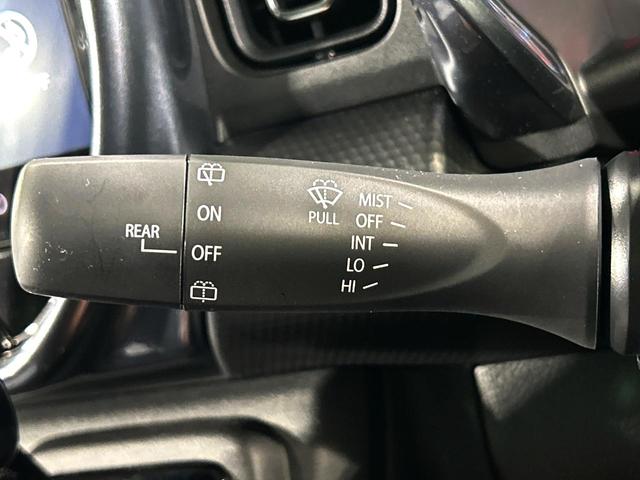 ON
REAR
OFF
PULL
MIST
OFF
INT
LO
HI